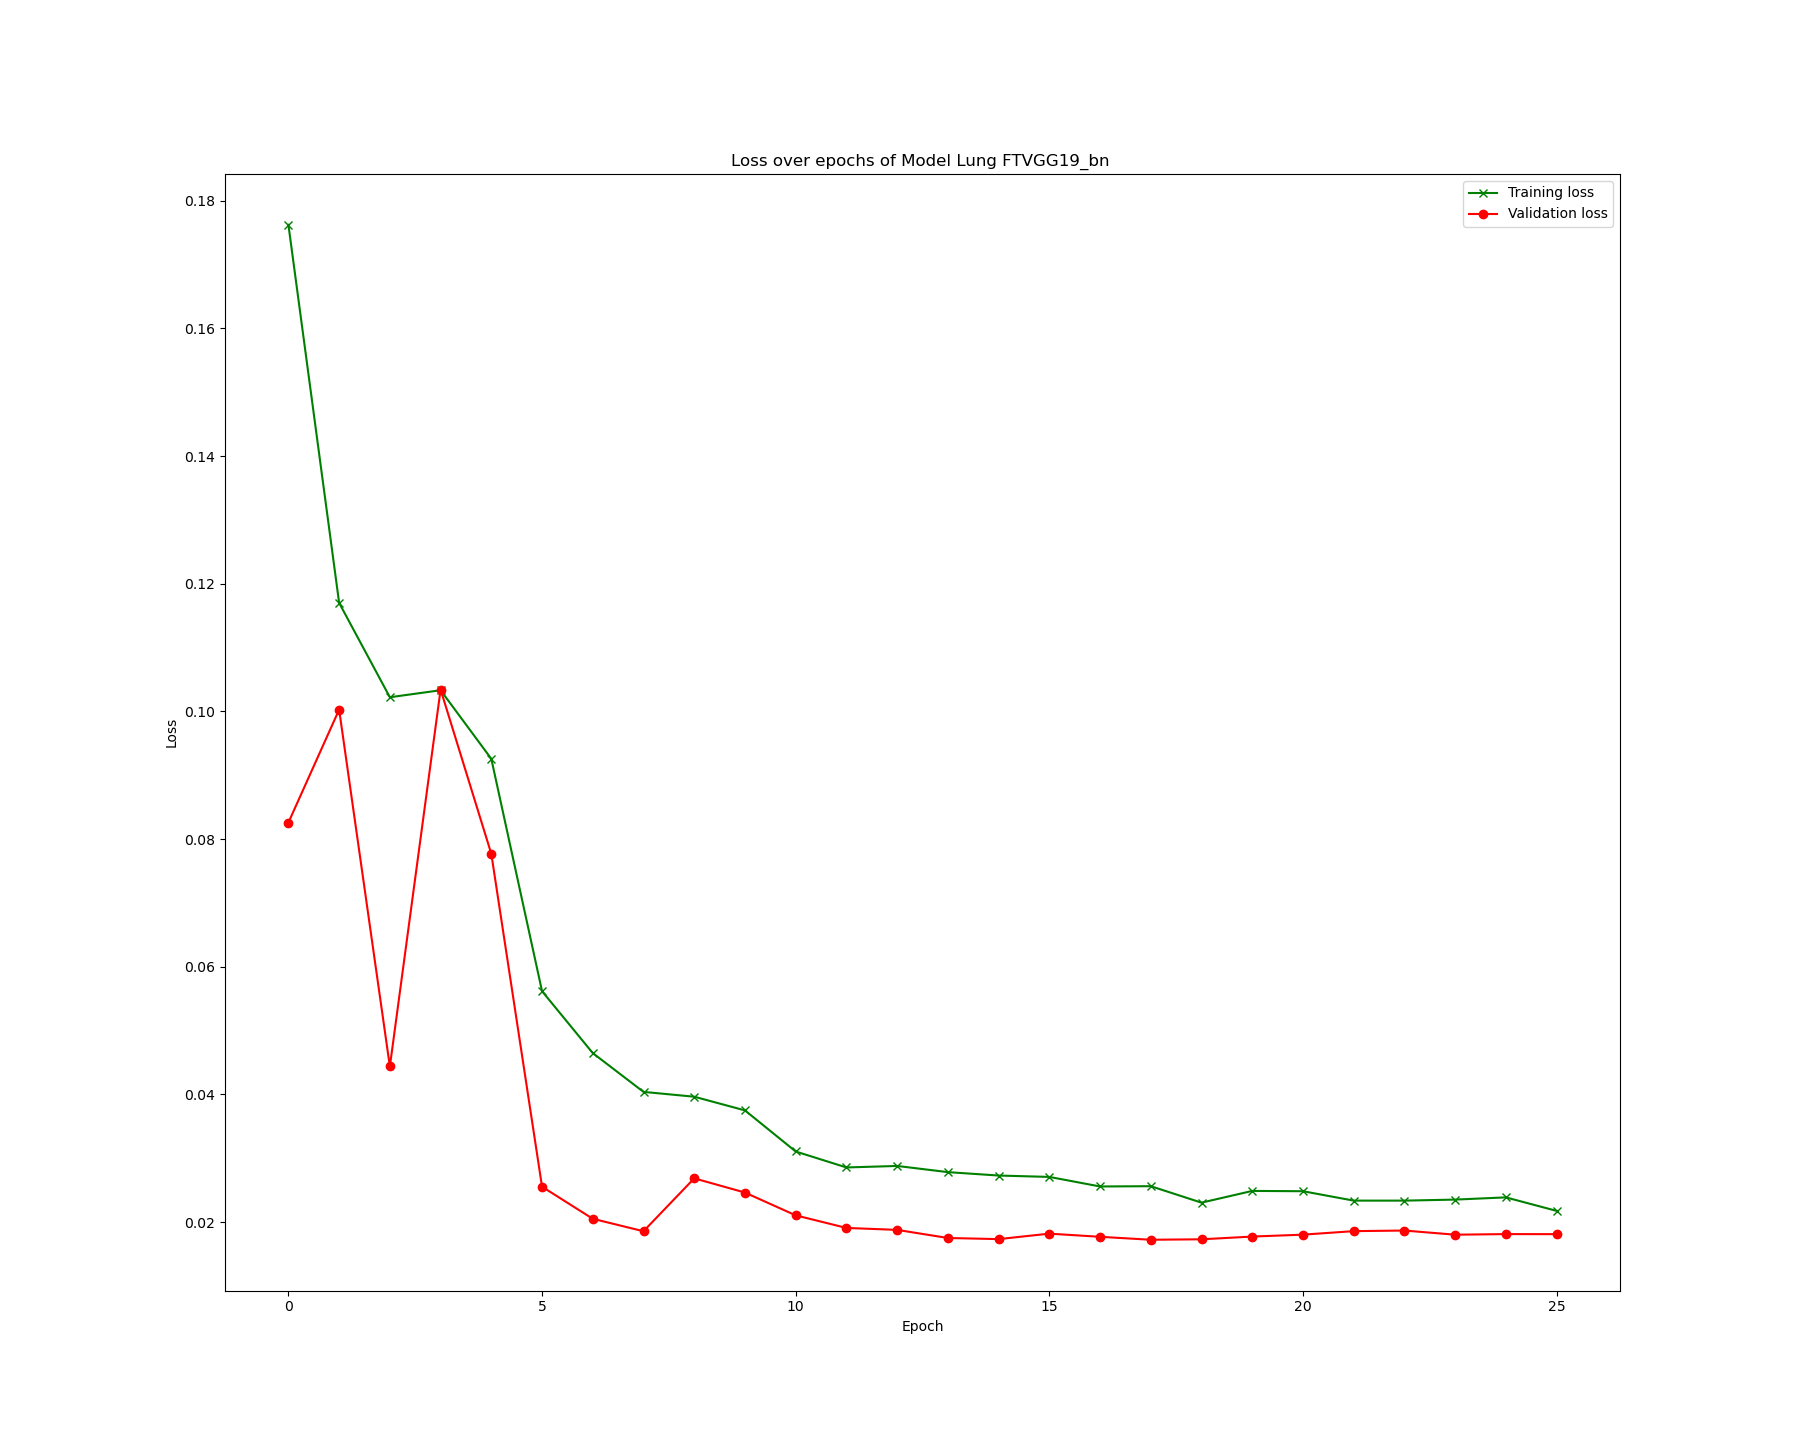 Loss over epochs of Model Lung FTVGG19_bn
Training loss
Validation loss
0.18
0.16
0.14
0.12
0.10
0.08
0.06
0.04
0.02
Loss
0 5 10 15 20 25
Epoch